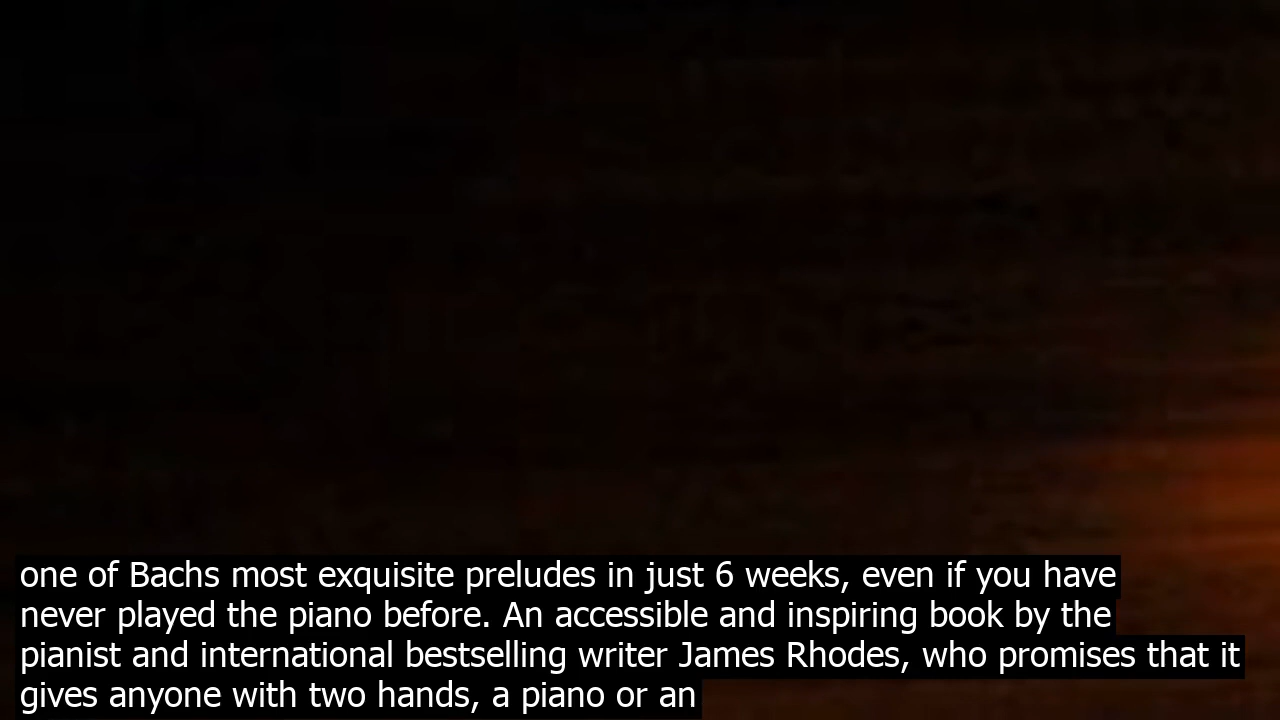 one of Bachs most exquisite preludes in just 6 weeks, even if you have
never played the piano before. An accessible and inspiring book by the
pianist and international bestselling writer James Rhodes, who promises that it
gives anyone with two hands, a piano or an